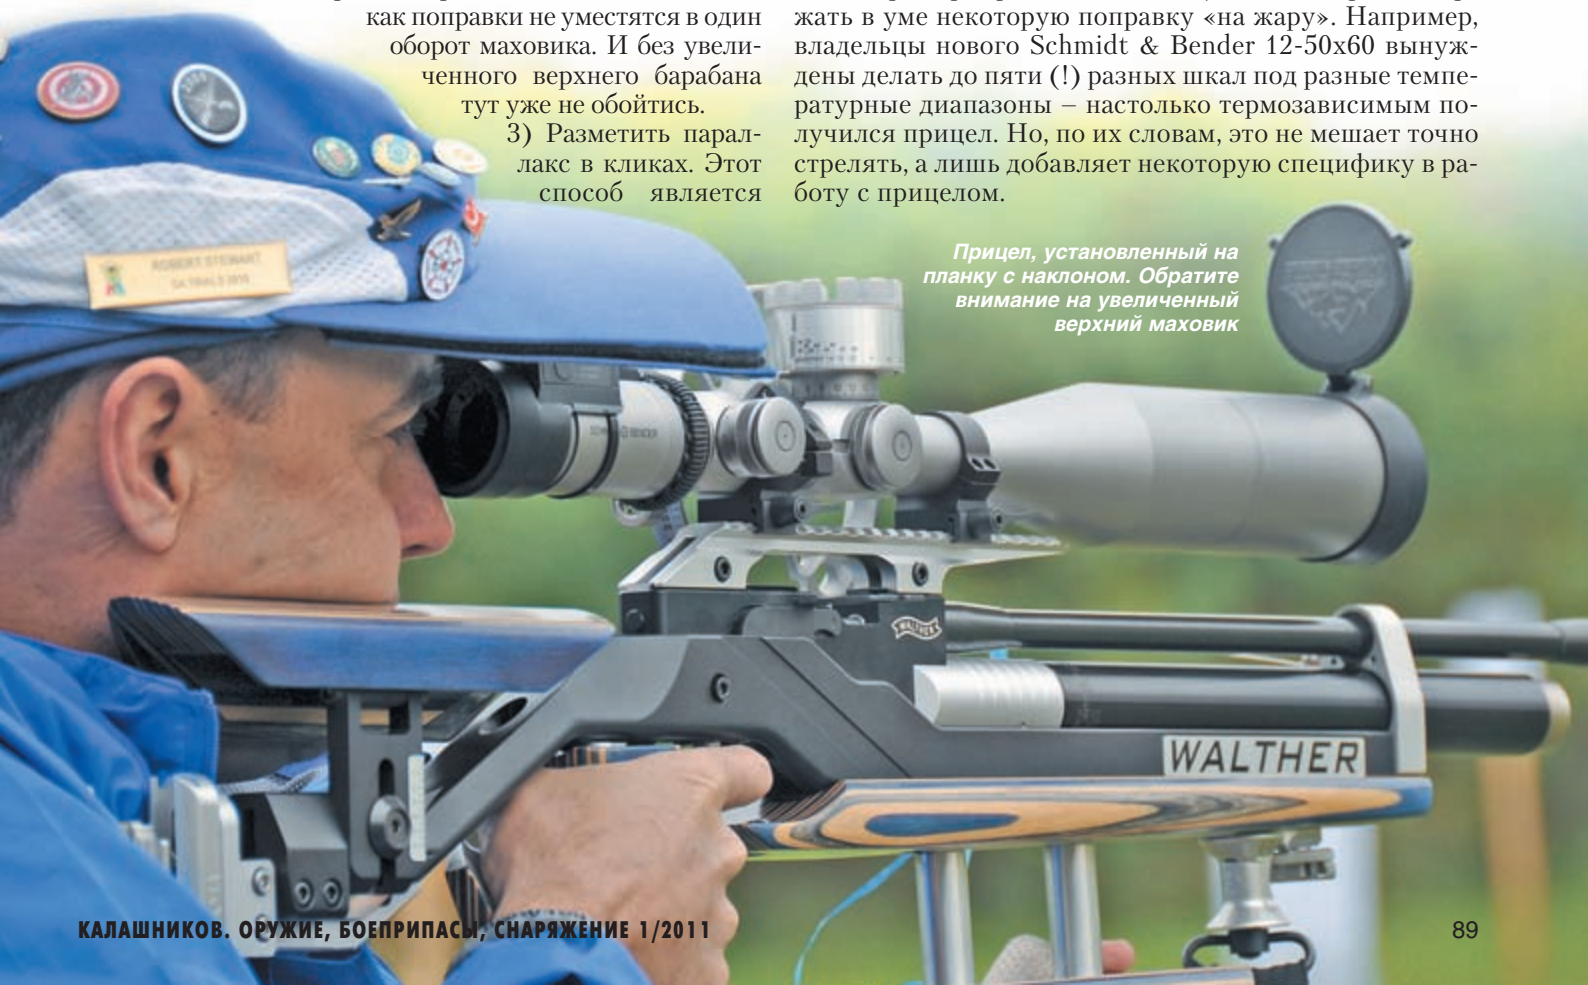 как поправки не уместятся в один
оборот маховика. И без увели-
ченного верхнего барабана
тут уже не обойтись.
3) Разметить парал-
лакс в кликах. Этот
способ является
жать в уме некоторую поправку «на жару». Например,
владельцы нового Schmidt & Bender 12-50x60 вынуж-
дены делать до пяти (!) разных шкал под разные темпе-
ратурные диапазоны – настолько термозависимым по-
лучился прицел. Но, по их словам, это не мешает точно
стрелять, а лишь добавляет некоторую специфику в ра-
боту с прицелом.
Прицел, установленный на
планку с наклоном. Обратите
внимание на увеличенный
верхний маховик
ROBERT STEWART
BENDER
WALTHER
WALTHER
КАЛАШНИКОВ. ОРУЖИЕ, БОЕПРИПАСЫ, СНАРЯЖЕНИЕ 1/2011
89